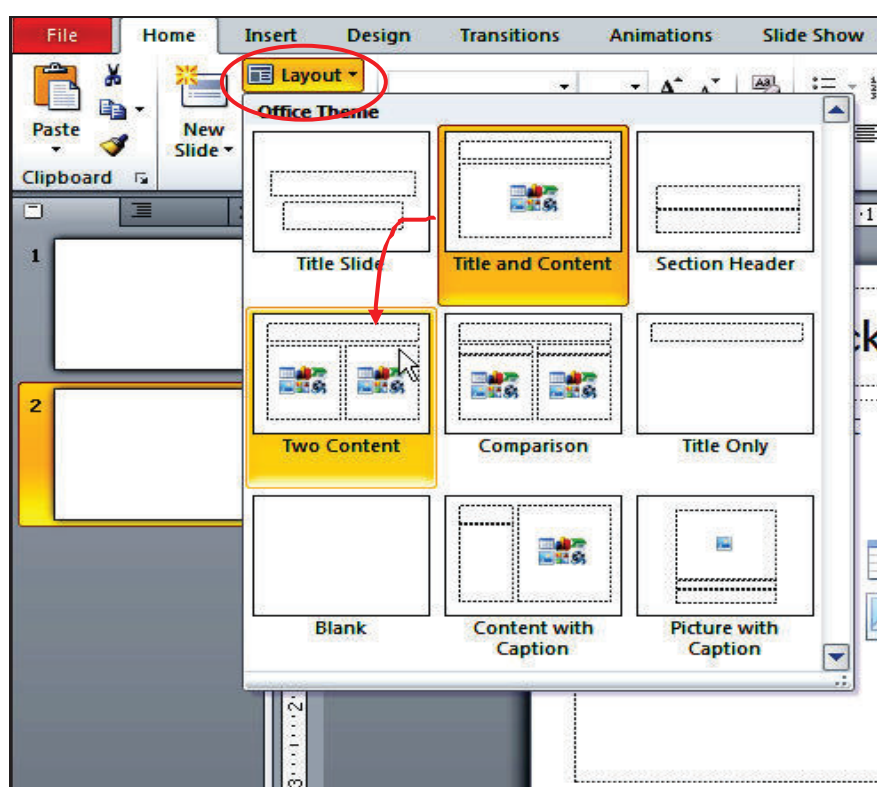 File Home Insert Design Transitions Animations Slide Show
Layout
Paste
New
Slide
Clipboard
Office Theme
Title Slide Title and Content Section Header
Two Content Comparison Title Only
Blank Content with
Caption Picture with
Caption
1
2